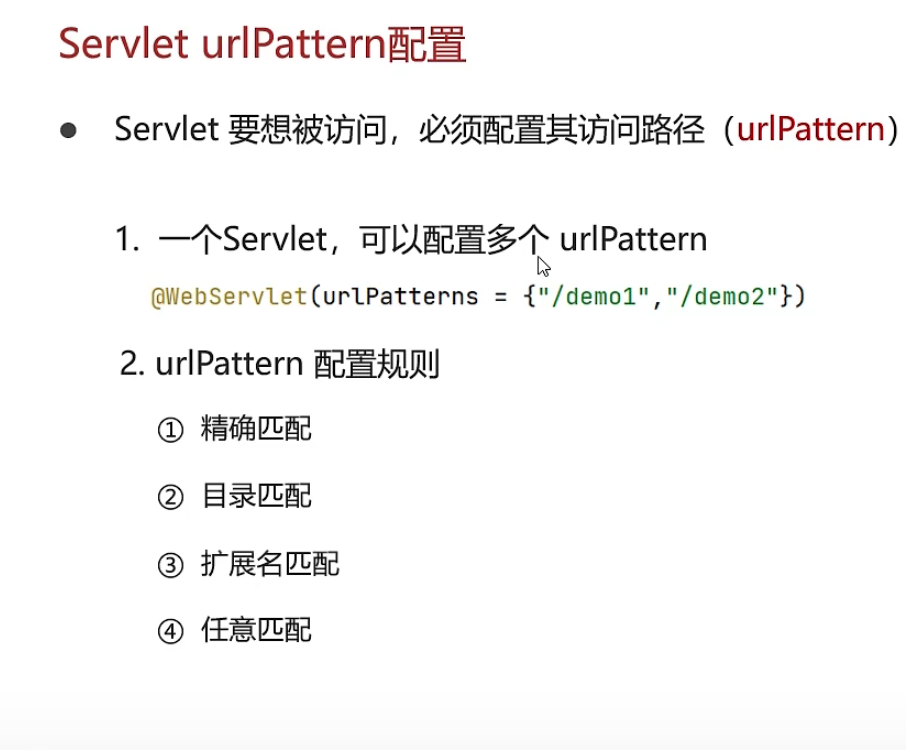 Servlet urlPattern配置
● Servlet 要想被访问，必须配置其访问路径（urlPattern）
1. 一个Servlet，可以配置多个 urlPattern
@WebServlet(urlPatterns = {"/demo1","/demo2"})
2. urlPattern 配置规则
① 精确匹配
② 目录匹配
③ 扩展名匹配
④ 任意匹配